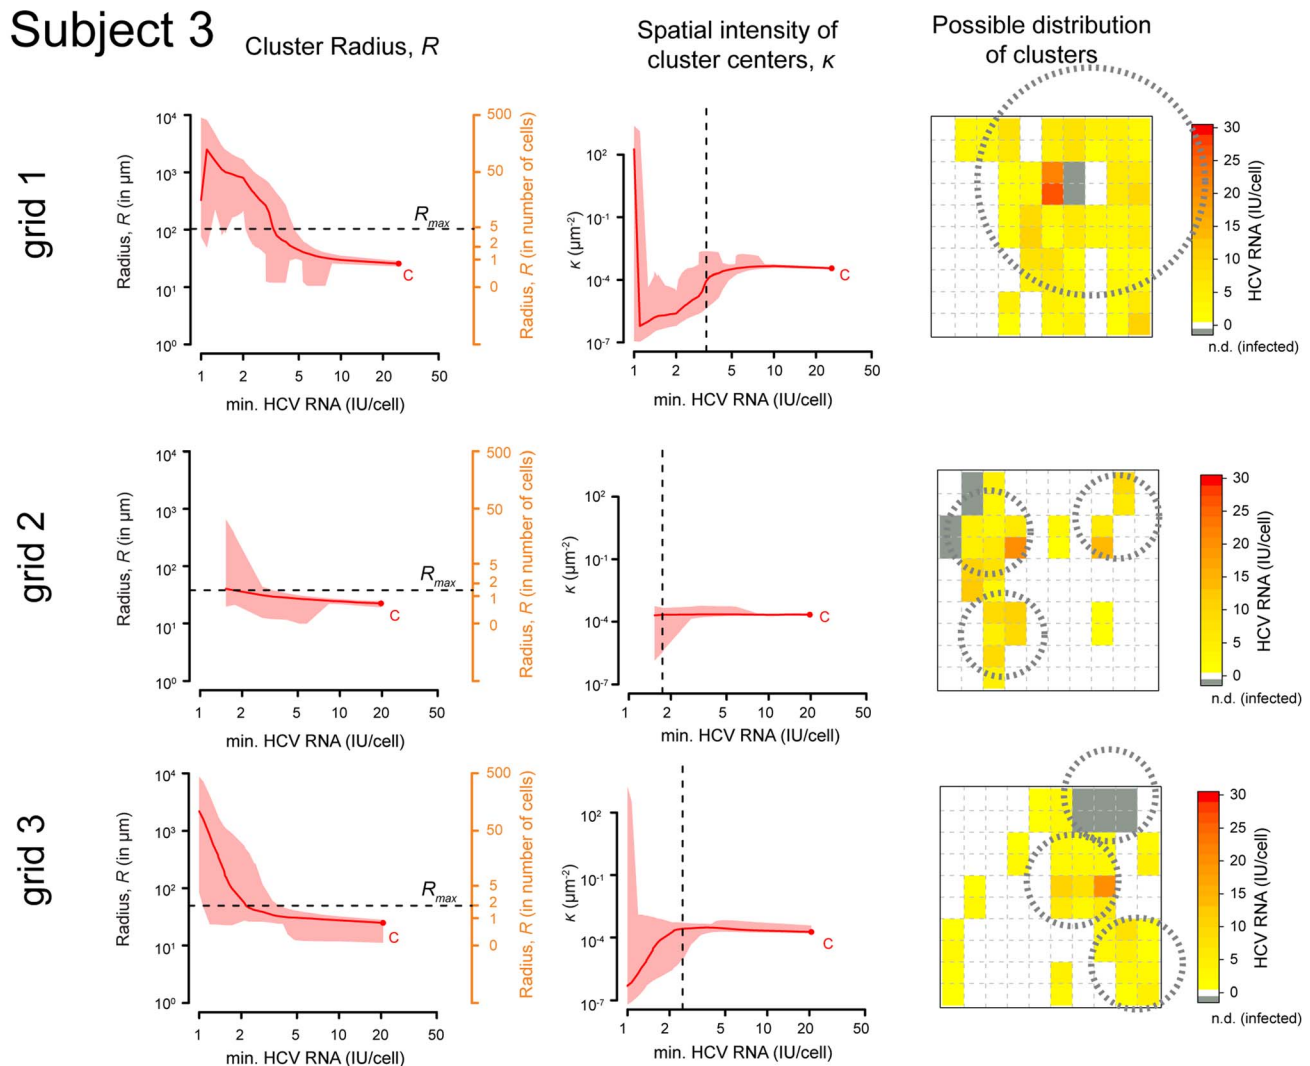 Subject 3
Cluster Radius, R
Spatial intensity of
cluster centers, κ
Possible distribution
of clusters
grid 1
Radius, R (in µm)
10⁴
10³
10²
10¹
10⁰
1 2 5 10 20 50
min. HCV RNA (IU/cell)
Rmax
C
500
50
5
2
1
0
Radius, R (in number of cells)
κ (µm⁻²)
10²
10⁻¹
10⁻⁴
10⁻⁷
1 2 5 10 20 50
min. HCV RNA (IU/cell)
C
30
25
20
15
10
5
0
HCV RNA (IU/cell)
n.d. (infected)
grid 2
Radius, R (in µm)
10⁴
10³
10²
10¹
10⁰
1 2 5 10 20 50
min. HCV RNA (IU/cell)
Rmax
C
500
50
5
2
1
0
Radius, R (in number of cells)
κ (µm⁻²)
10²
10⁻¹
10⁻⁴
10⁻⁷
1 2 5 10 20 50
min. HCV RNA (IU/cell)
C
30
25
20
15
10
5
0
HCV RNA (IU/cell)
n.d. (infected)
grid 3
Radius, R (in µm)
10⁴
10³
10²
10¹
10⁰
1 2 5 10 20 50
min. HCV RNA (IU/cell)
Rmax
C
500
50
5
2
1
0
Radius, R (in number of cells)
κ (µm⁻²)
10²
10⁻¹
10⁻⁴
10⁻⁷
1 2 5 10 20 50
min. HCV RNA (IU/cell)
C
30
25
20
15
10
5
0
HCV RNA (IU/cell)
n.d. (infected)